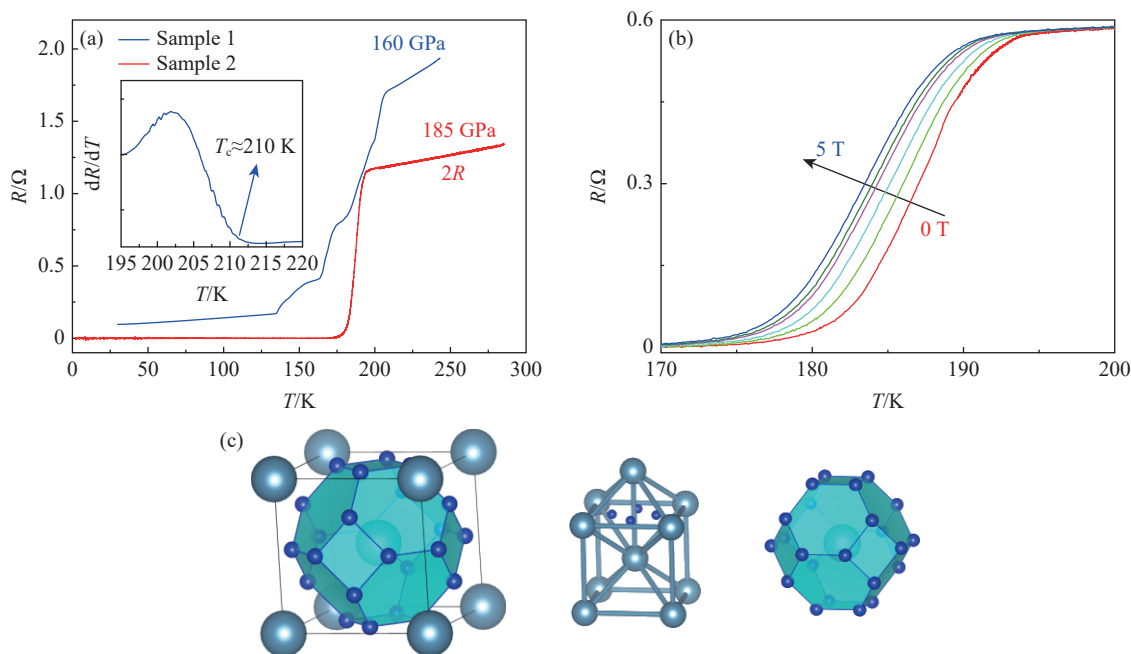 (a)
Sample 1
Sample 2
160 GPa
185 GPa
2R
R/Ω
2.0
1.5
1.0
0.5
0
0 50 100 150 200 250 300
T/K
dR/dT
T꜀≈210 K
195 200 205 210 215 220
T/K
(b)
R/Ω
0.6
0.3
0
5 T
0 T
170 180 190 200
T/K
(c)